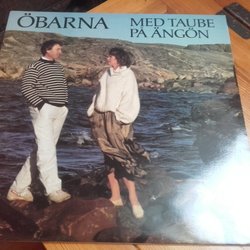 ÖBARNA
MED TAUBE
PÅ ÄNGÖN